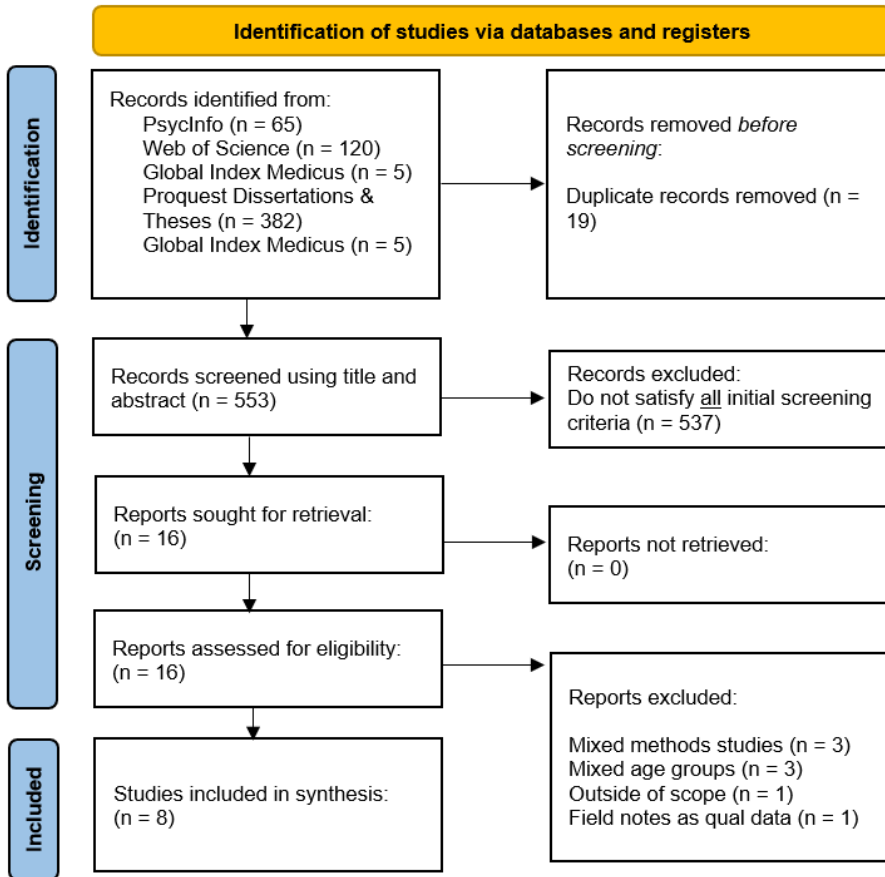 Identification of studies via databases and registers
Identification
Records identified from:
PsycInfo (n = 65)
Web of Science (n = 120)
Global Index Medicus (n = 5)
Proquest Dissertations &
Theses (n = 382)
Global Index Medicus (n = 5)
Records removed before
screening:
Duplicate records removed (n =
19)
Screening
Records screened using title and
abstract (n = 553)
Records excluded:
Do not satisfy all initial screening
criteria (n = 537)
Reports sought for retrieval:
(n = 16)
Reports not retrieved:
(n = 0)
Reports assessed for eligibility:
(n = 16)
Reports excluded:
Mixed methods studies (n = 3)
Mixed age groups (n = 3)
Outside of scope (n = 1)
Field notes as qual data (n = 1)
Included
Studies included in synthesis:
(n = 8)